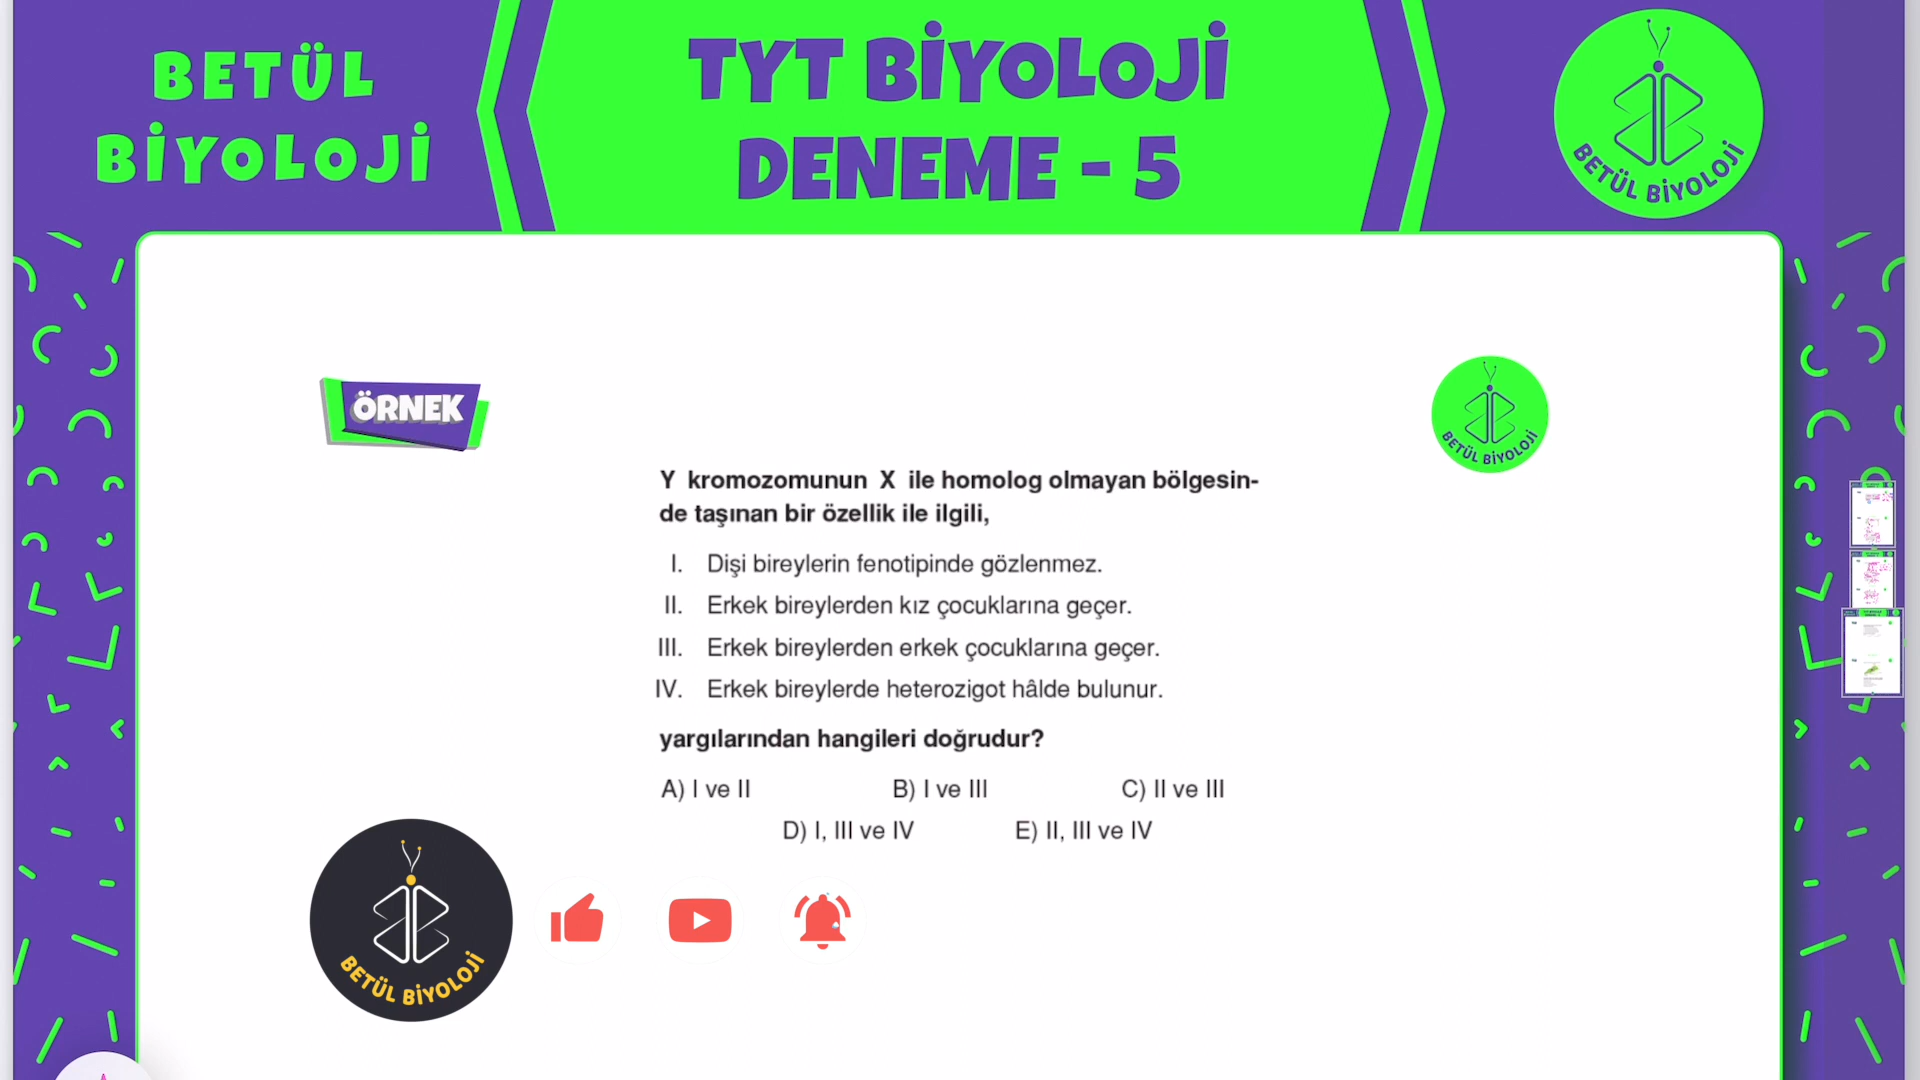 BETÜL
BİYOLOJİ
TYT BİYOLOJİ
DENEME - 5
BETÜL BİYOLOJİ
ÖRNEK
BETÜL BİYOLOJİ
Y kromozomunun X ile homolog olmayan bölgesin-
de taşınan bir özellik ile ilgili,
I. Dişi bireylerin fenotipinde gözlenmez.
II. Erkek bireylerden kız çocuklarına geçer.
III. Erkek bireylerden erkek çocuklarına geçer.
IV. Erkek bireylerde heterozigot hâlde bulunur.
yargılarından hangileri doğrudur?
A) I ve II B) I ve III C) II ve III
D) I, III ve IV E) II, III ve IV
BETÜL BİYOLOJİ